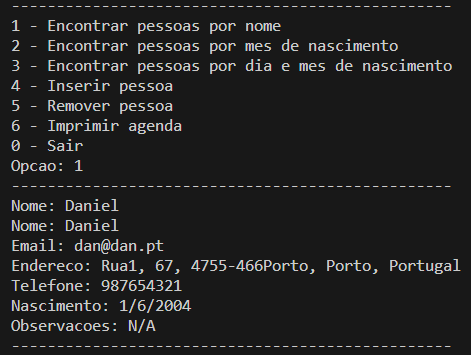 -------------------------------------------------
1 - Encontrar pessoas por nome
2 - Encontrar pessoas por mes de nascimento
3 - Encontrar pessoas por dia e mes de nascimento
4 - Inserir pessoa
5 - Remover pessoa
6 - Imprimir agenda
0 - Sair
Opcao: 1
-------------------------------------------------
Nome: Daniel
Nome: Daniel
Email: dan@dan.pt
Endereco: Rua1, 67, 4755-466Porto, Porto, Portugal
Telefone: 987654321
Nascimento: 1/6/2004
Observacoes: N/A
-------------------------------------------------